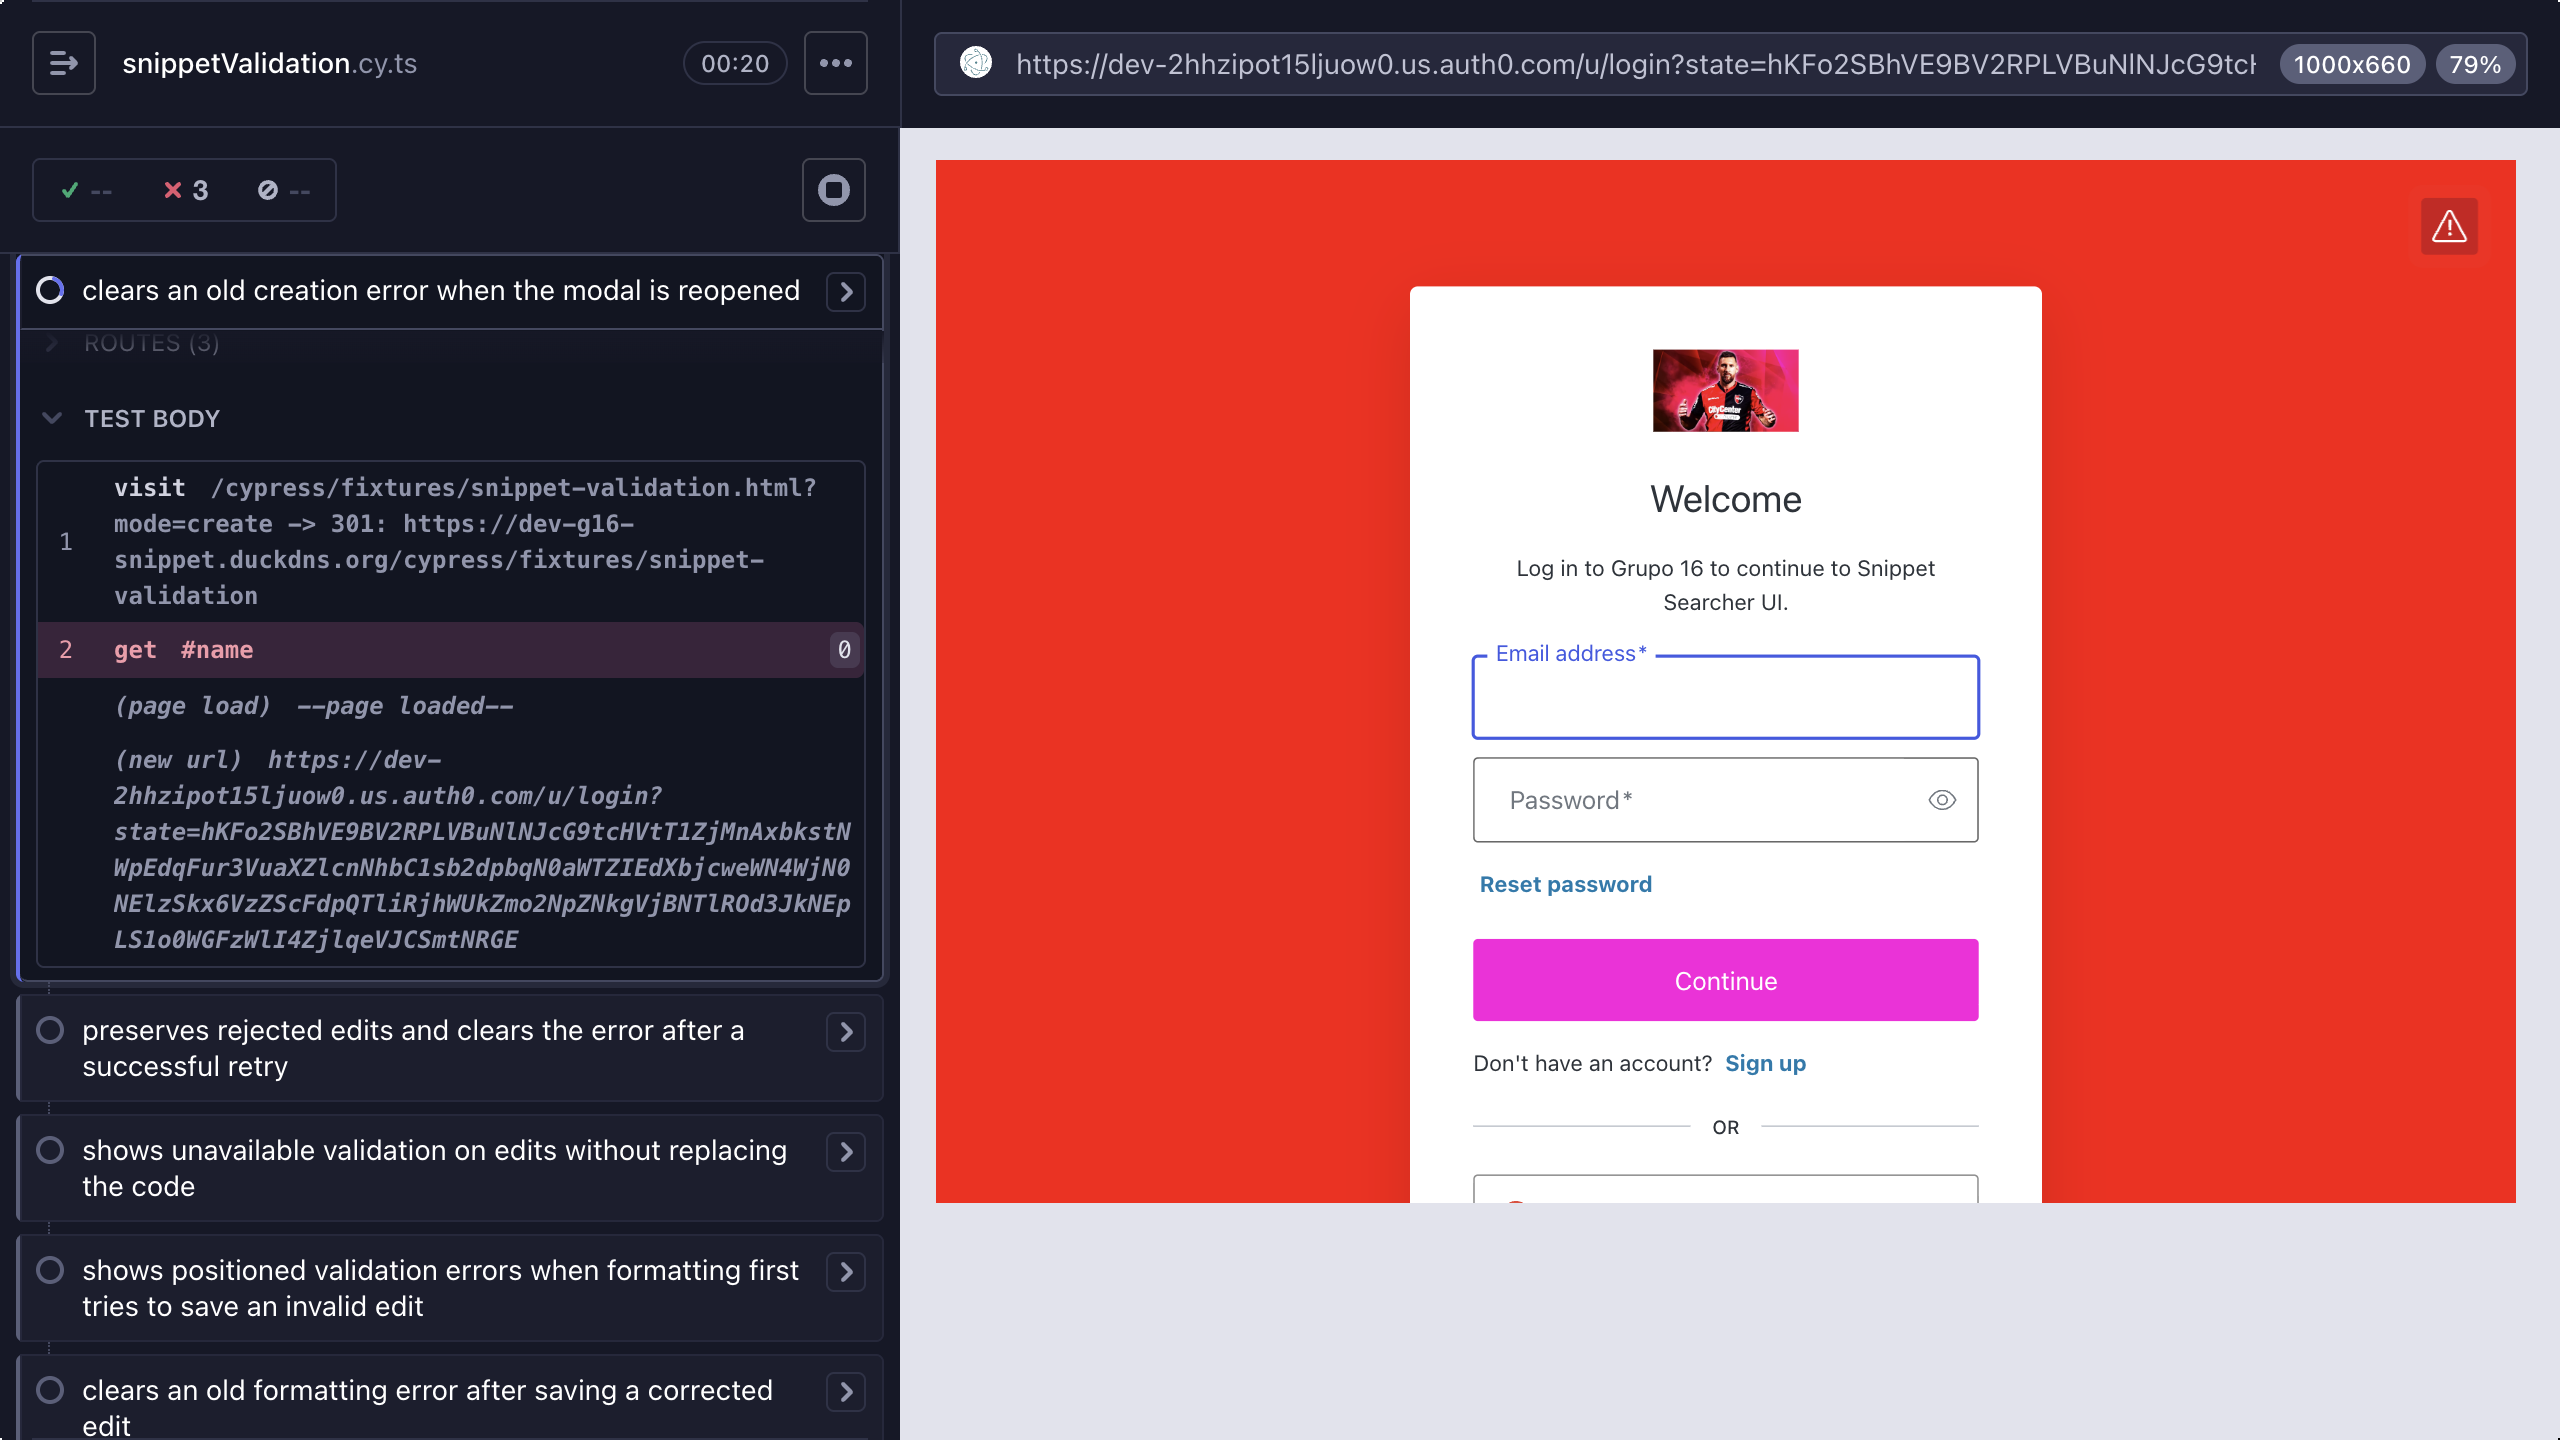 snippetValidation.cy.ts
00:20
https://dev-2hhzipot15ljuow0.us.auth0.com/u/login?state=hKFo2SBhVE9BV2RPLVBuNlNJcG9tcH
1000x660
79%
--
3
--
clears an old creation error when the modal is reopened
ROUTES (3)
TEST BODY
1
visit /cypress/fixtures/snippet-validation.html?
mode=create -> 301: https://dev-g16-
snippet.duckdns.org/cypress/fixtures/snippet-
validation
2 get #name 0
(page load) --page loaded--
(new url) https://dev-
2hhzipot15ljuow0.us.auth0.com/u/login?
state=hKFo2SBhVE9BV2RPLVBuNlNJcG9tcHVtT1ZjMnAxbkstN
WpEdqFur3VuaXZlcnNhbC1sb2dpbqN0aWTZIEdXbjcweWN4WjN0
NElzSkx6VzZScFdpQTliRjhWUkZmo2NpZNkgVjBNTlROd3JkNEp
LS1o0WGFzWlI4ZjlqeVJCSmtNRGE
preserves rejected edits and clears the error after a
successful retry
shows unavailable validation on edits without replacing
the code
shows positioned validation errors when formatting first
tries to save an invalid edit
clears an old formatting error after saving a corrected
edit
CityCenter
Welcome
Log in to Grupo 16 to continue to Snippet
Searcher UI.
Email address*
Password*
Reset password
Continue
Don't have an account? Sign up
OR